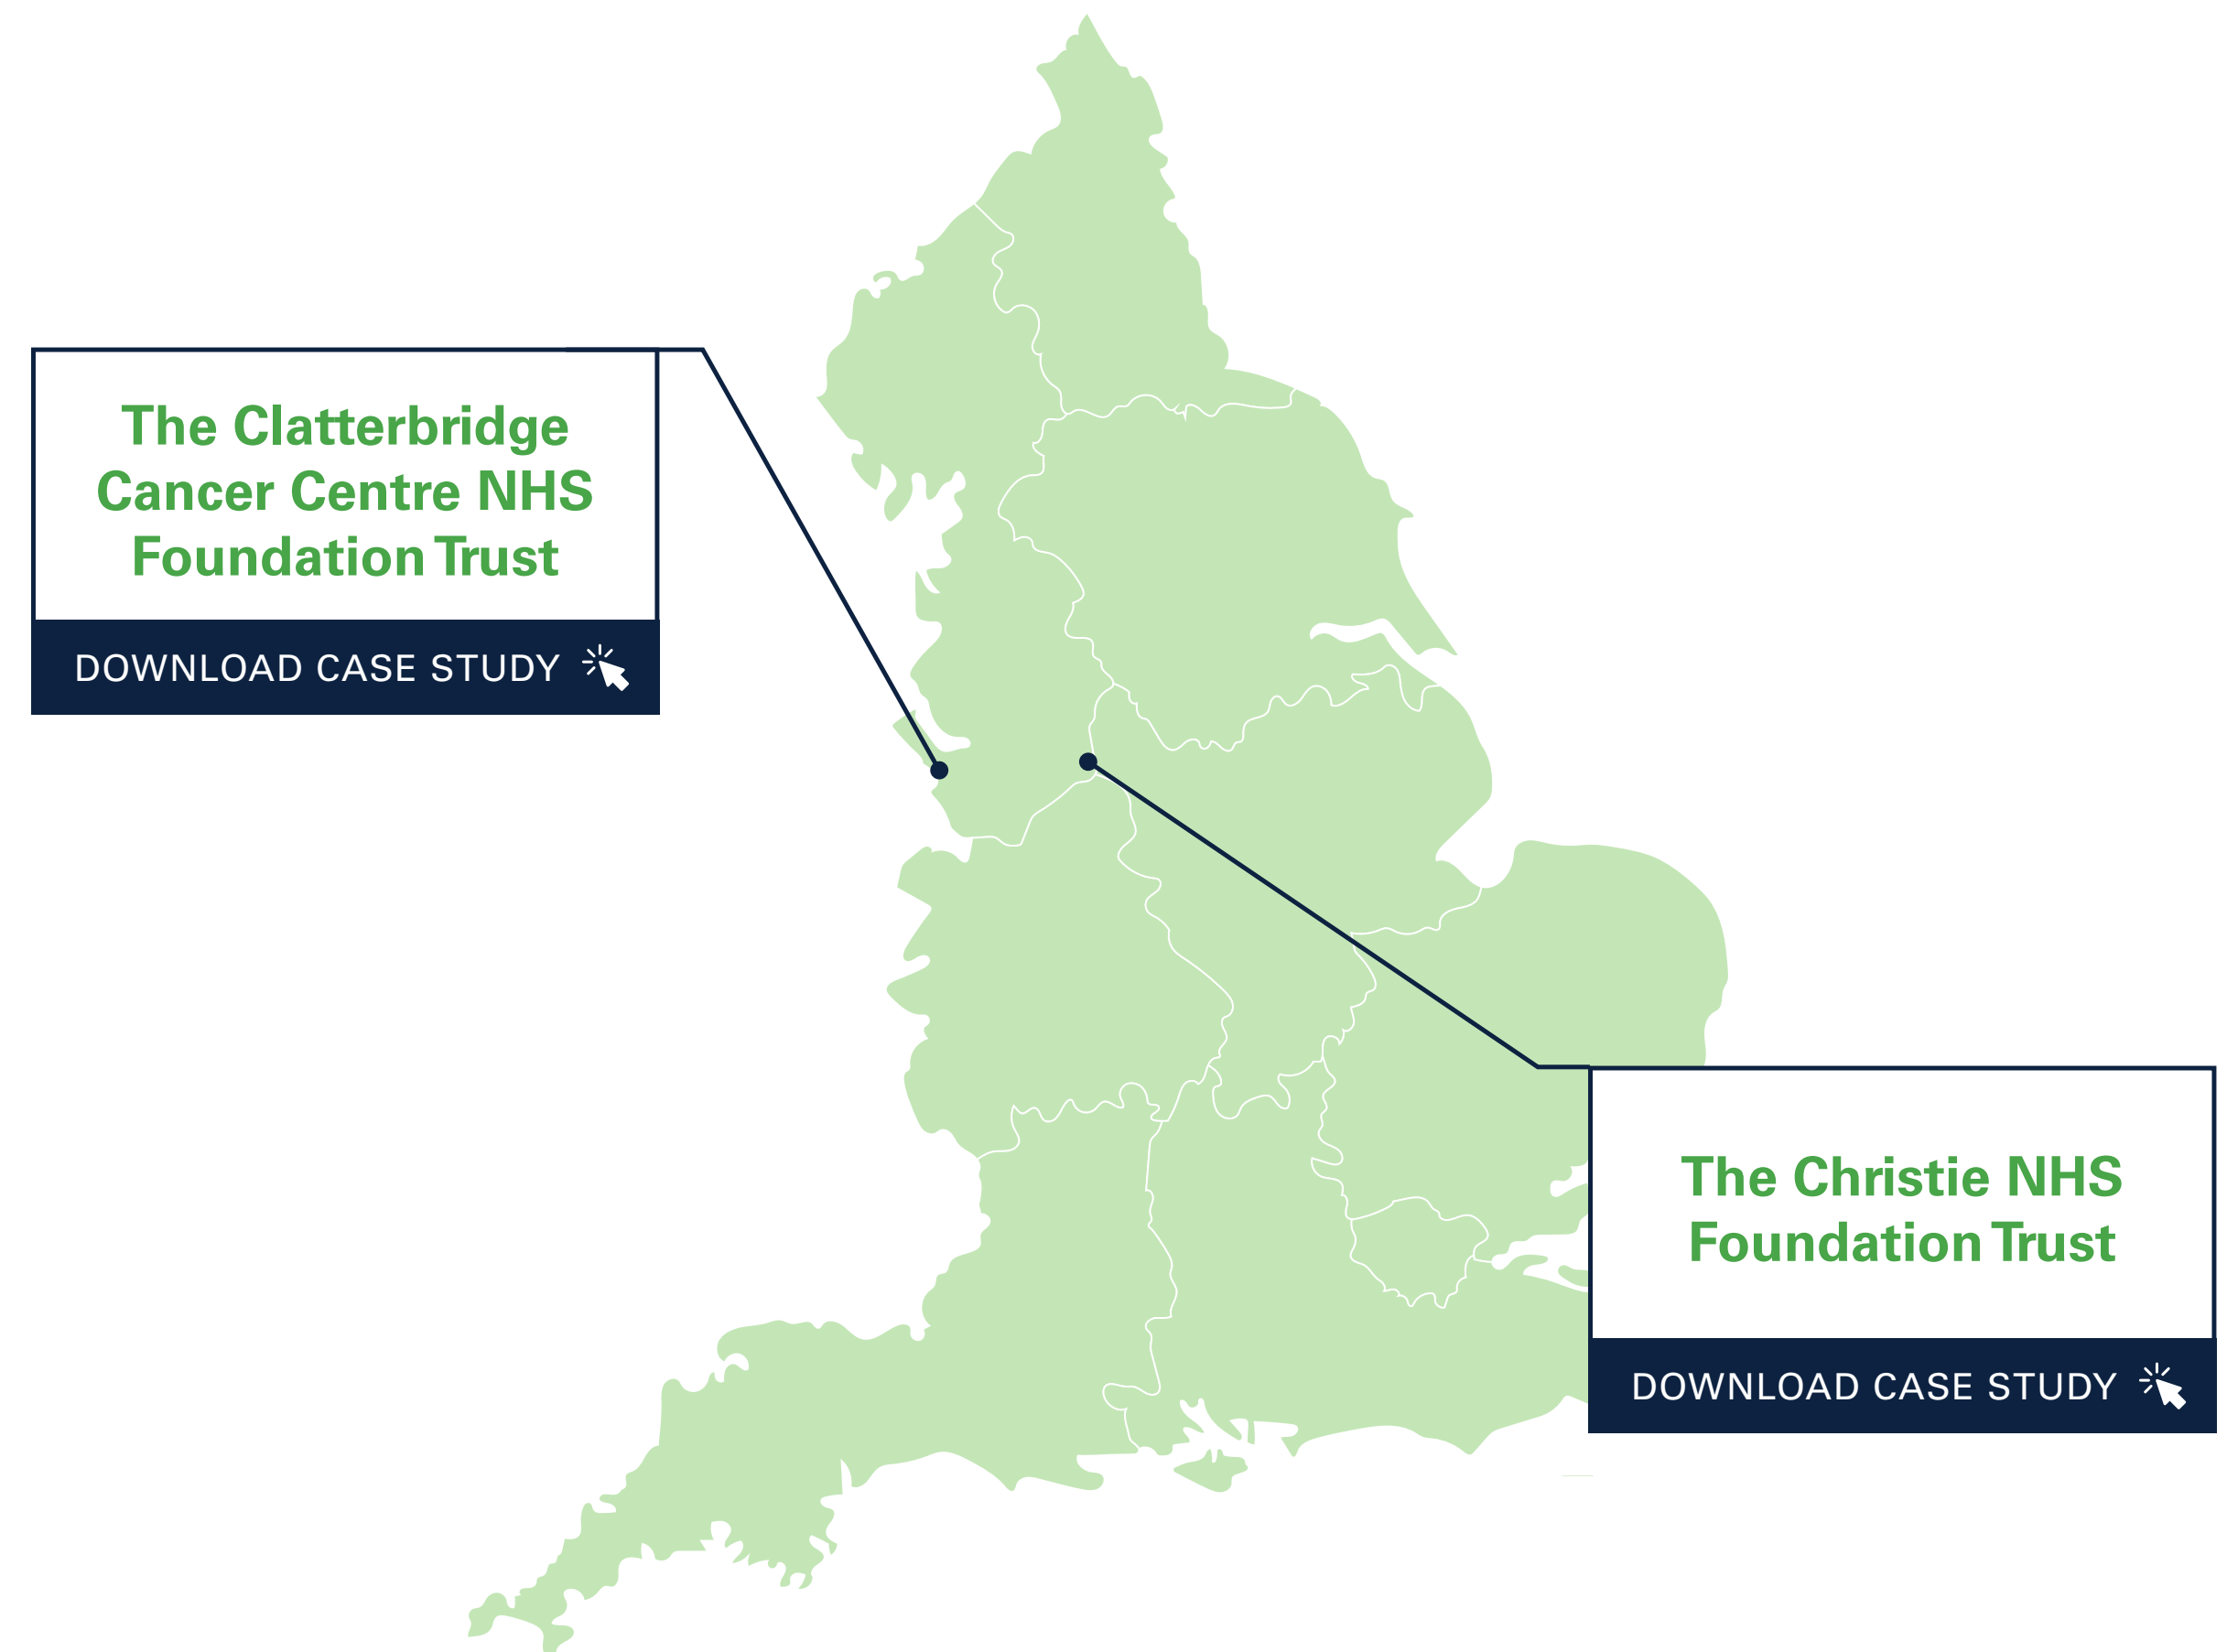 The Clatterbridge
Cancer Centre NHS
Foundation Trust
DOWNLOAD CASE STUDY
The Christie NHS
Foundation Trust
DOWNLOAD CASE STUDY